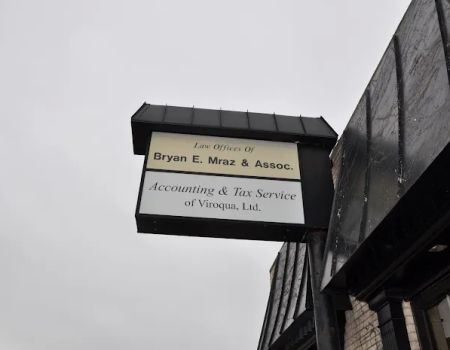 Law Offices Of
Bryan E. Mraz & Assoc.
Accounting & Tax Service
of Viroqua, Ltd.